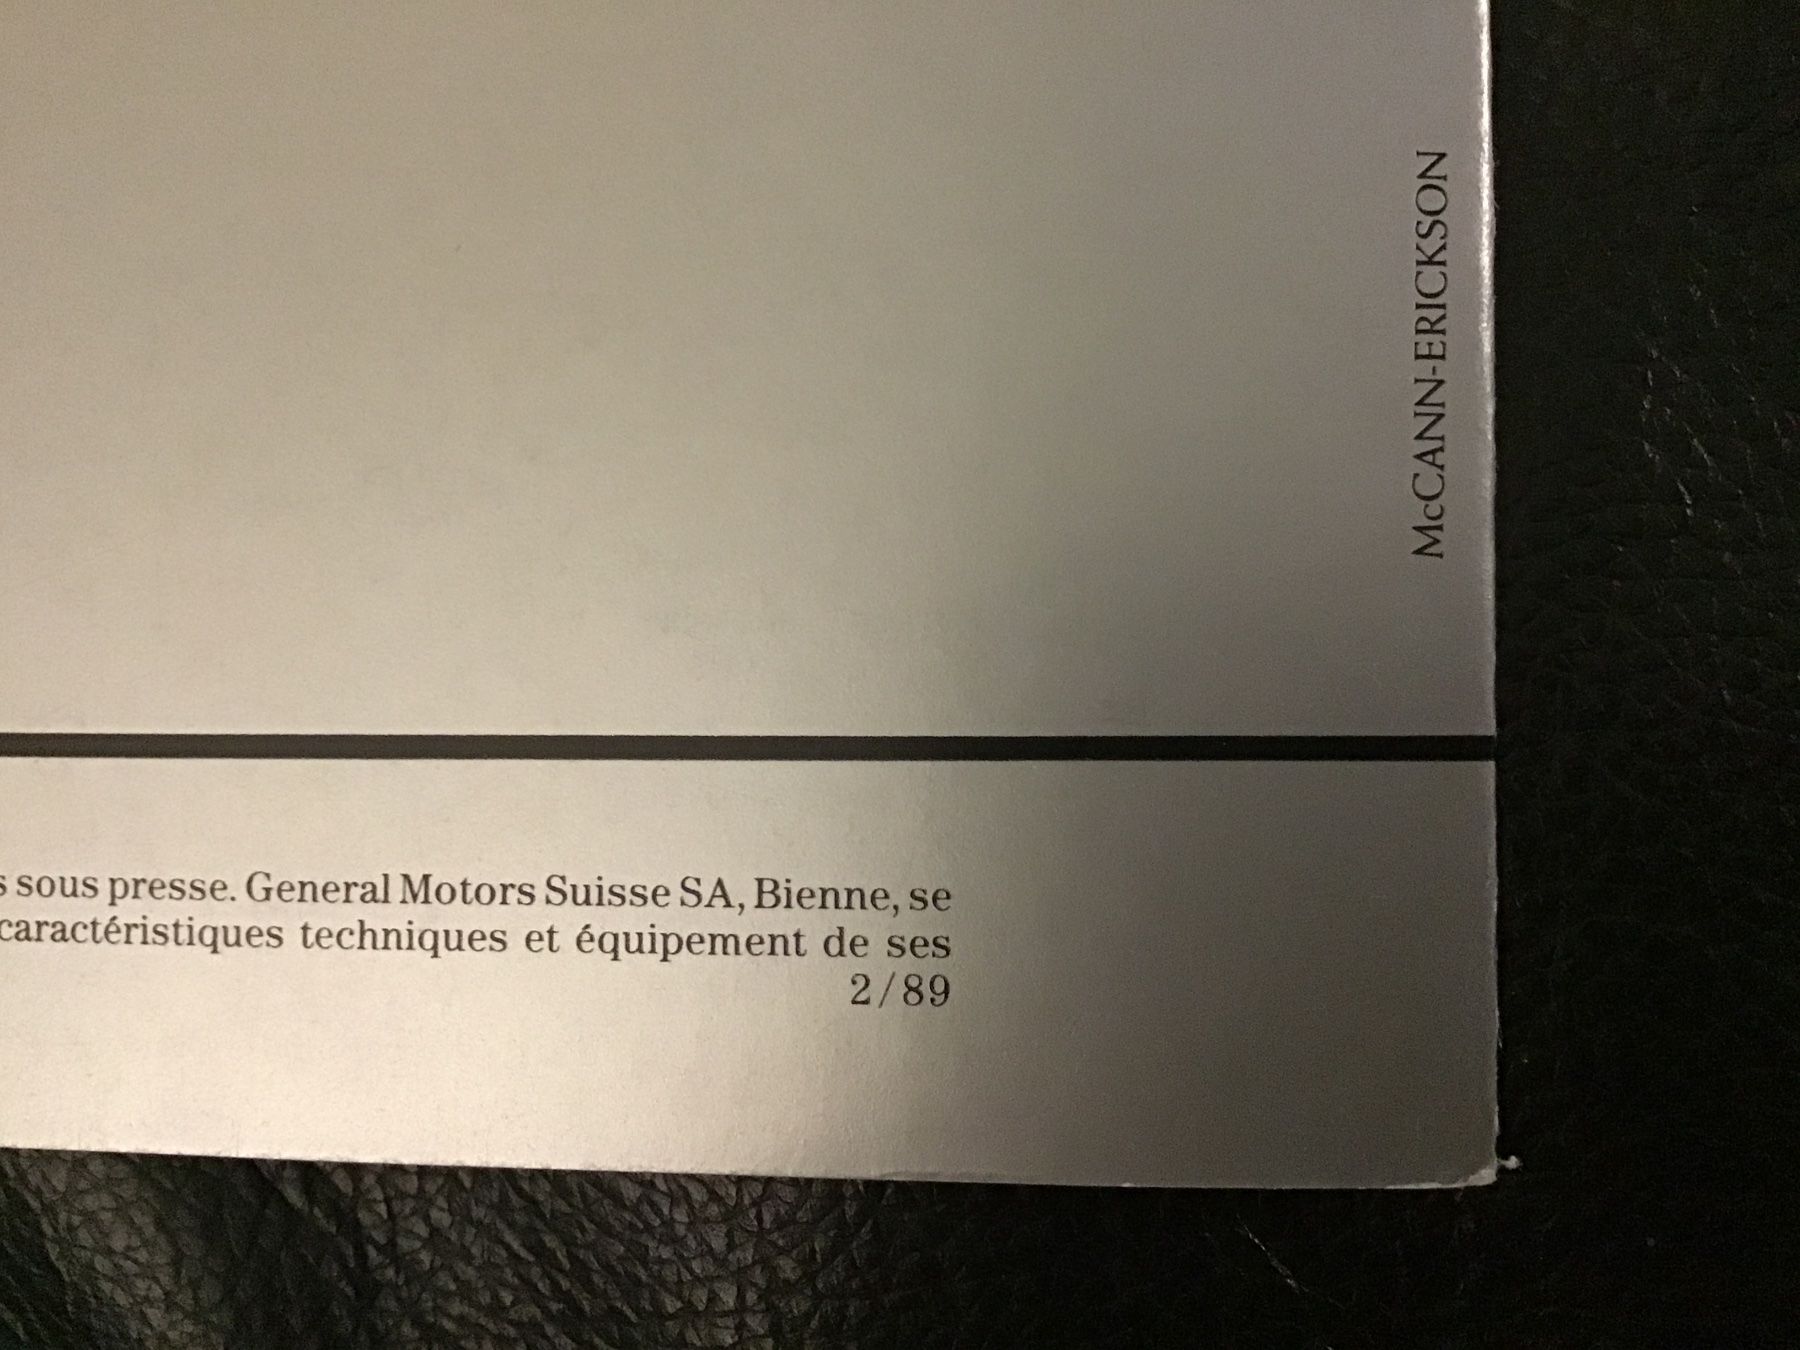 McCANN-ERICKSON
sous presse. General Motors Suisse SA, Bienne, se
caractéristiques techniques et équipement de ses
2/89